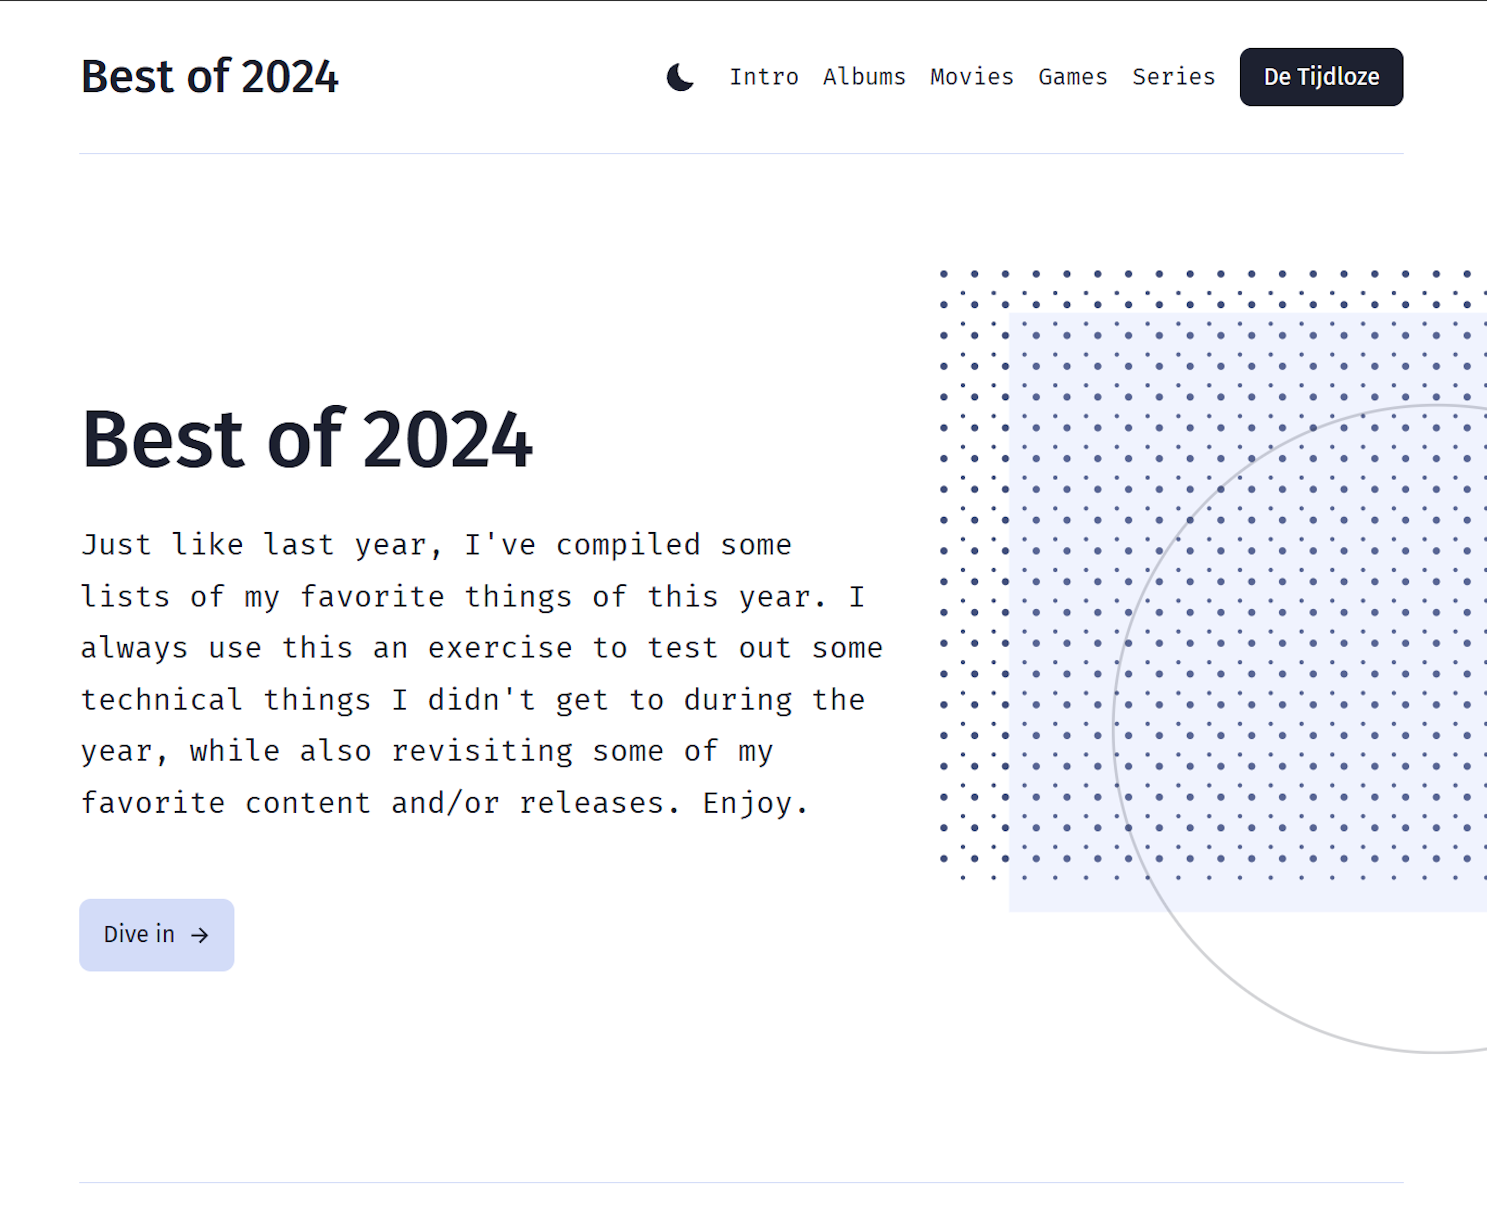 Best of 2024
Intro Albums Movies Games Series De Tijdloze
Best of 2024
Just like last year, I've compiled some
lists of my favorite things of this year. I
always use this an exercise to test out some
technical things I didn't get to during the
year, while also revisiting some of my
favorite content and/or releases. Enjoy.
Dive in →